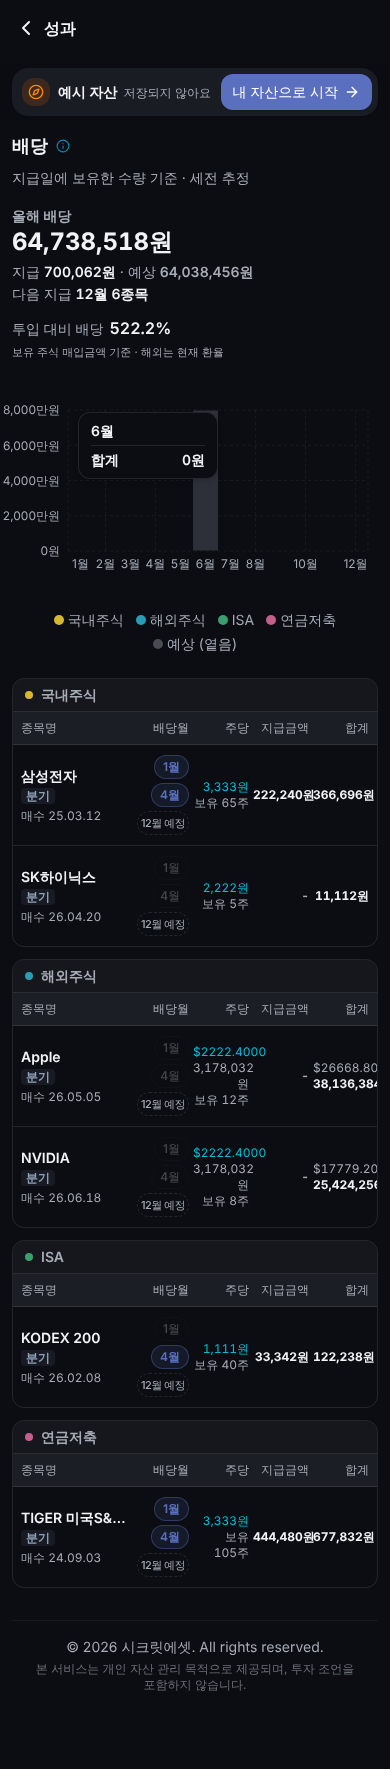 성과
예시 자산 저장되지 않아요 내 자산으로 시작 →
배당
지급일에 보유한 수량 기준 · 세전 추정
올해 배당
64,738,518원
지급 700,062원 · 예상 64,038,456원
다음 지급 12월 6종목
투입 대비 배당 522.2%
보유 주식 매입금액 기준 · 해외는 현재 환율
8,000만원
6,000만원
4,000만원
2,000만원
0원
6월
합계 0원
1월 2월 3월 4월 5월 6월 7월 8월 10월 12월
국내주식 해외주식 ISA 연금저축
예상 (옅음)
국내주식
종목명 배당월 주당 지급금액 합계
삼성전자
분기
매수 25.03.12
1월
4월
12월 예정
3,333원
보유 65주
222,240원
366,696원
SK하이닉스
분기
매수 26.04.20
1월
4월
12월 예정
2,222원
보유 5주
-
11,112원
해외주식
종목명 배당월 주당 지급금액 합계
Apple
분기
매수 26.05.05
1월
4월
12월 예정
$2222.4000
3,178,032
원
보유 12주
-
$26668.80
38,136,384
NVIDIA
분기
매수 26.06.18
1월
4월
12월 예정
$2222.4000
3,178,032
원
보유 8주
-
$17779.20
25,424,256
ISA
종목명 배당월 주당 지급금액 합계
KODEX 200
분기
매수 26.02.08
1월
4월
12월 예정
1,111원
보유 40주
33,342원
122,238원
연금저축
종목명 배당월 주당 지급금액 합계
TIGER 미국S&...
분기
매수 24.09.03
1월
4월
12월 예정
3,333원
보유
105주
444,480원
677,832원
© 2026 시크릿에셋. All rights reserved.
본 서비스는 개인 자산 관리 목적으로 제공되며, 투자 조언을
포함하지 않습니다.